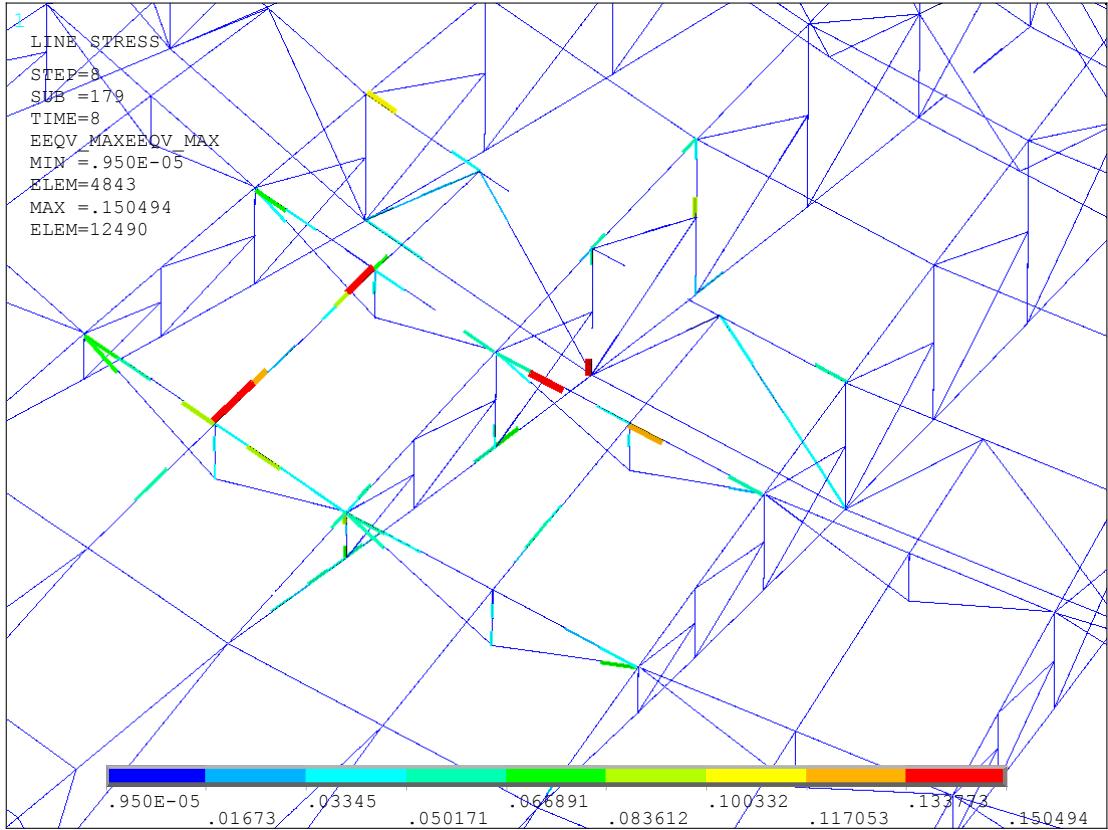 1
LINE STRESS
STEP=8
SUB =179
TIME=8
EEQV_MAXEEQV_MAX
MIN =.950E-05
ELEM=4843
MAX =.150494
ELEM=12490
.950E-05 .03345 .066891 .100332 .133773
.01673 .050171 .083612 .117053 .150494